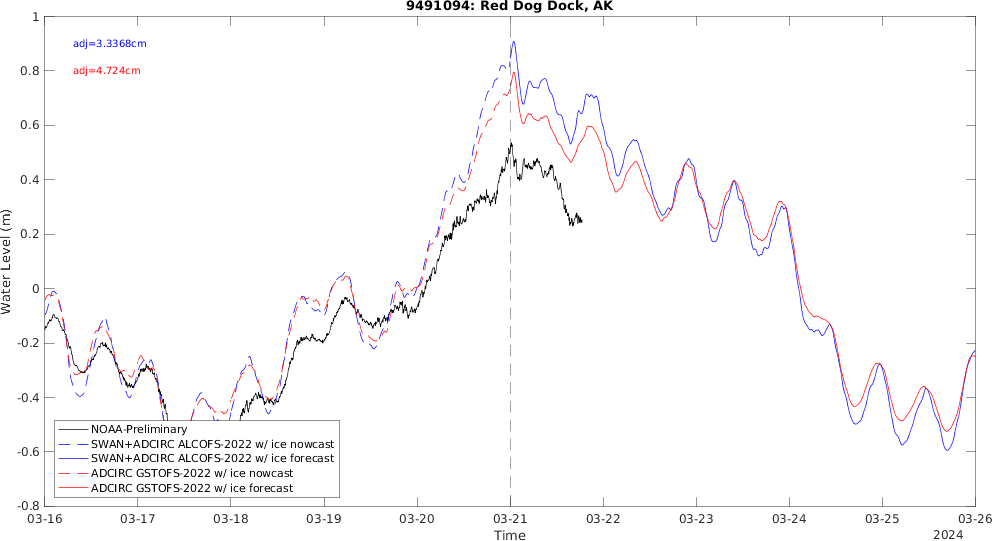 9491094: Red Dog Dock, AK
adj=3.3368cm
adj=4.724cm
Water Level (m)
1
0.8
0.6
0.4
0.2
0
-0.2
-0.4
-0.6
-0.8
NOAA-Preliminary
SWAN+ADCIRC ALCOFS-2022 w/ ice nowcast
SWAN+ADCIRC ALCOFS-2022 w/ ice forecast
ADCIRC GSTOFS-2022 w/ ice nowcast
ADCIRC GSTOFS-2022 w/ ice forecast
03-16 03-17 03-18 03-19 03-20 03-21 03-22 03-23 03-24 03-25 03-26
Time
2024